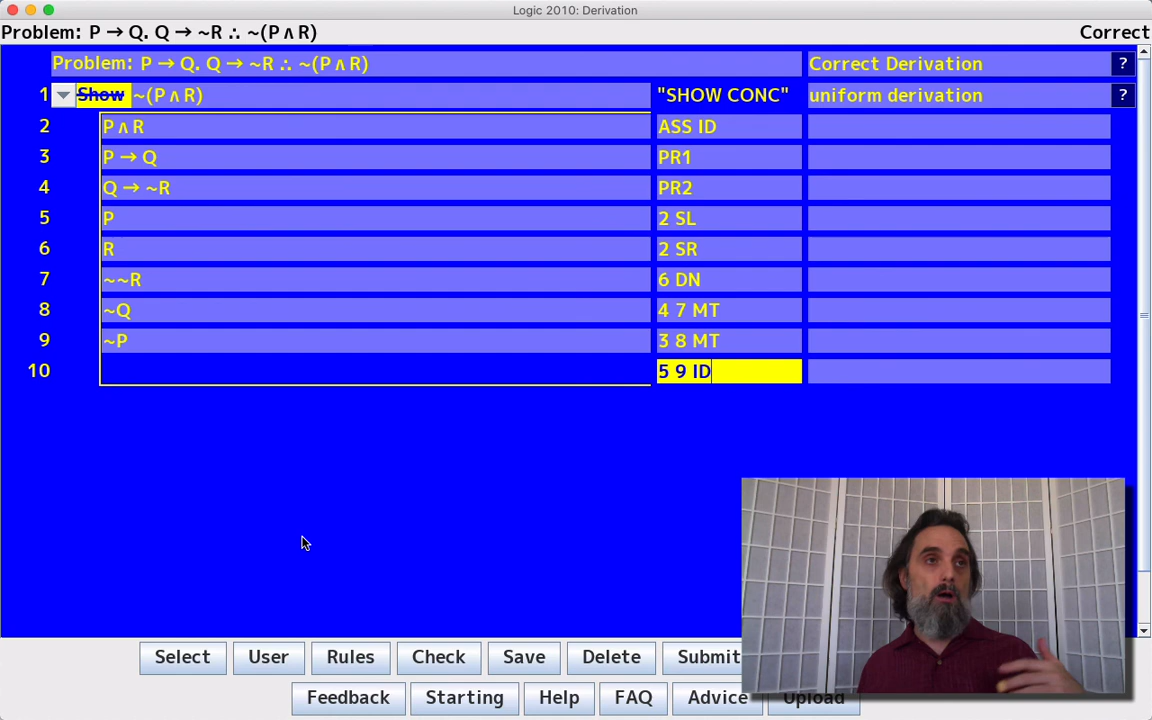 Logic 2010: Derivation
Problem: P → Q. Q → ~R ∴ ~(P ∧ R) Correct
Problem: P → Q. Q → ~R ∴ ~(P ∧ R) Correct Derivation ?
1 Show ~(P ∧ R) "SHOW CONC" uniform derivation ?
2 P ∧ R ASS ID
3 P → Q PR1
4 Q → ~R PR2
5 P 2 SL
6 R 2 SR
7 ~~R 6 DN
8 ~Q 4 7 MT
9 ~P 3 8 MT
10 5 9 ID
Select User Rules Check Save Delete Submit
Feedback Starting Help FAQ Advice Upload